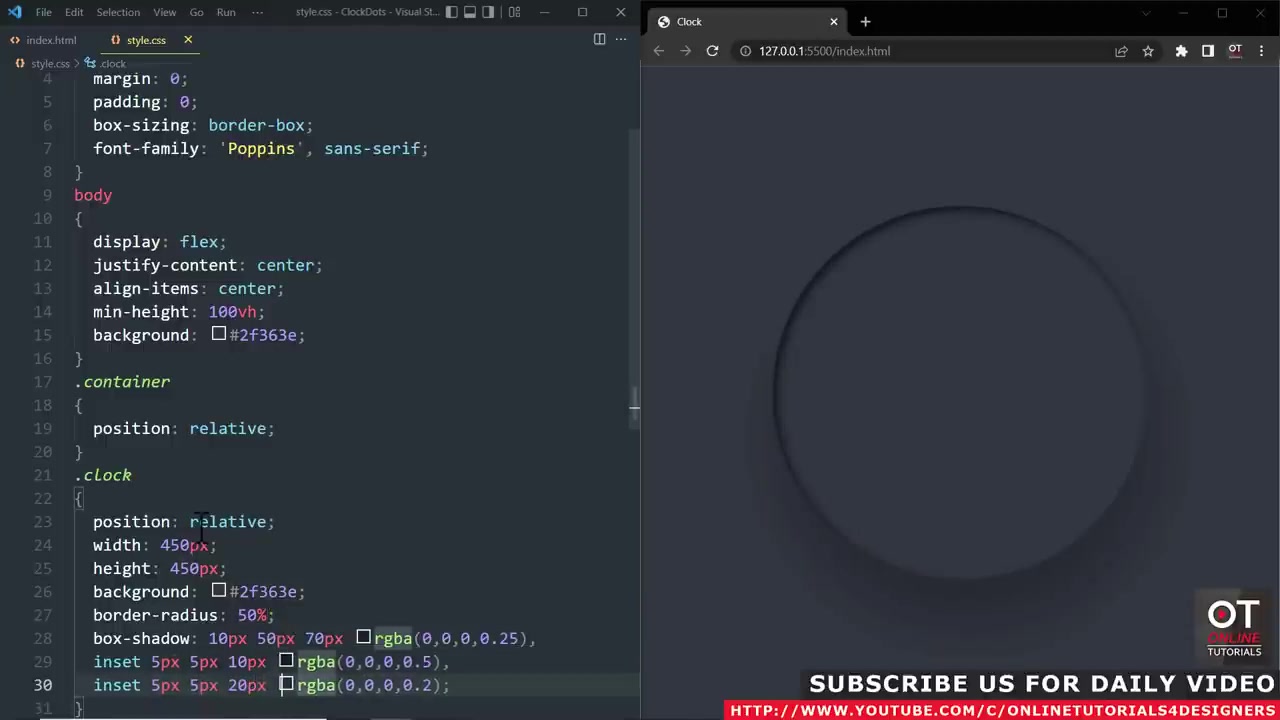 File Edit Selection View Go Run ··· style.css - ClockDots - Visual St...
index.html style.css
style.css > .clock
4 margin: 0;
5 padding: 0;
6 box-sizing: border-box;
7 font-family: 'Poppins', sans-serif;
8 }
9 body
10 {
11 display: flex;
12 justify-content: center;
13 align-items: center;
14 min-height: 100vh;
15 background: #2f363e;
16 }
17 .container
18 {
19 position: relative;
20 }
21 .clock
22 {
23 position: relative;
24 width: 450px;
25 height: 450px;
26 background: #2f363e;
27 border-radius: 50%;
28 box-shadow: 10px 50px 70px rgba(0,0,0,0.25),
29 inset 5px 5px 10px rgba(0,0,0,0.5),
30 inset 5px 5px 20px rgba(0,0,0,0.2);
31 }
Clock
127.0.0.1:5500/index.html
OT
OT
ONLINE
TUTORIALS
SUBSCRIBE US FOR DAILY VIDEO
HTTP://WWW.YOUTUBE.COM/C/ONLINETUTORIALS4DESIGNERS